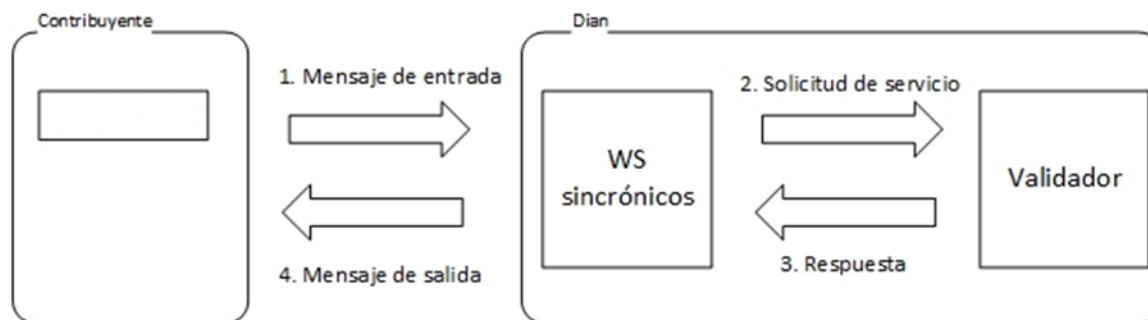 Contribuyente
Dian
1. Mensaje de entrada
2. Solicitud de servicio
WS
sincrónicos
Validador
4. Mensaje de salida
3. Respuesta